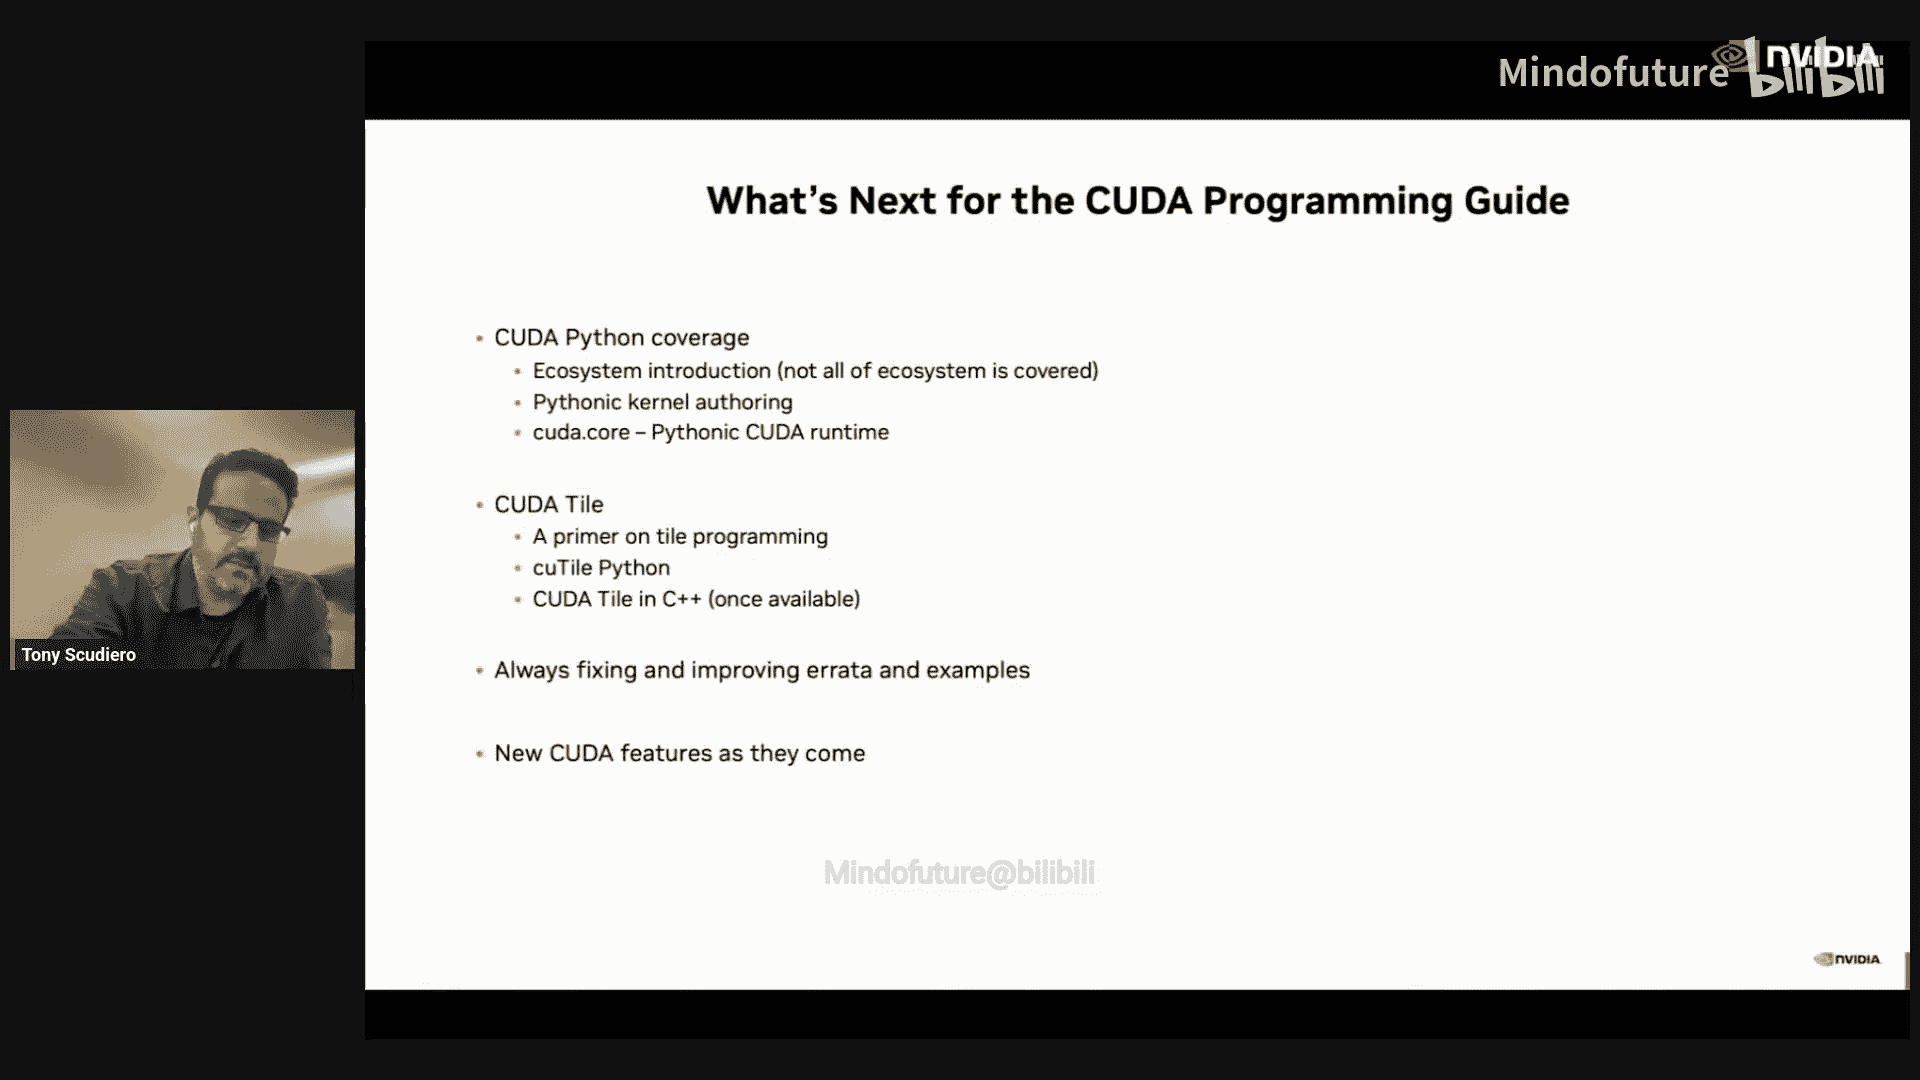 Mindofuture
bilibili
NVIDIA
What's Next for the CUDA Programming Guide
• CUDA Python coverage
• Ecosystem introduction (not all of ecosystem is covered)
• Pythonic kernel authoring
• cuda.core – Pythonic CUDA runtime
• CUDA Tile
• A primer on tile programming
• cuTile Python
• CUDA Tile in C++ (once available)
• Always fixing and improving errata and examples
• New CUDA features as they come
Tony Scudiero
Mindofuture@bilibili
NVIDIA